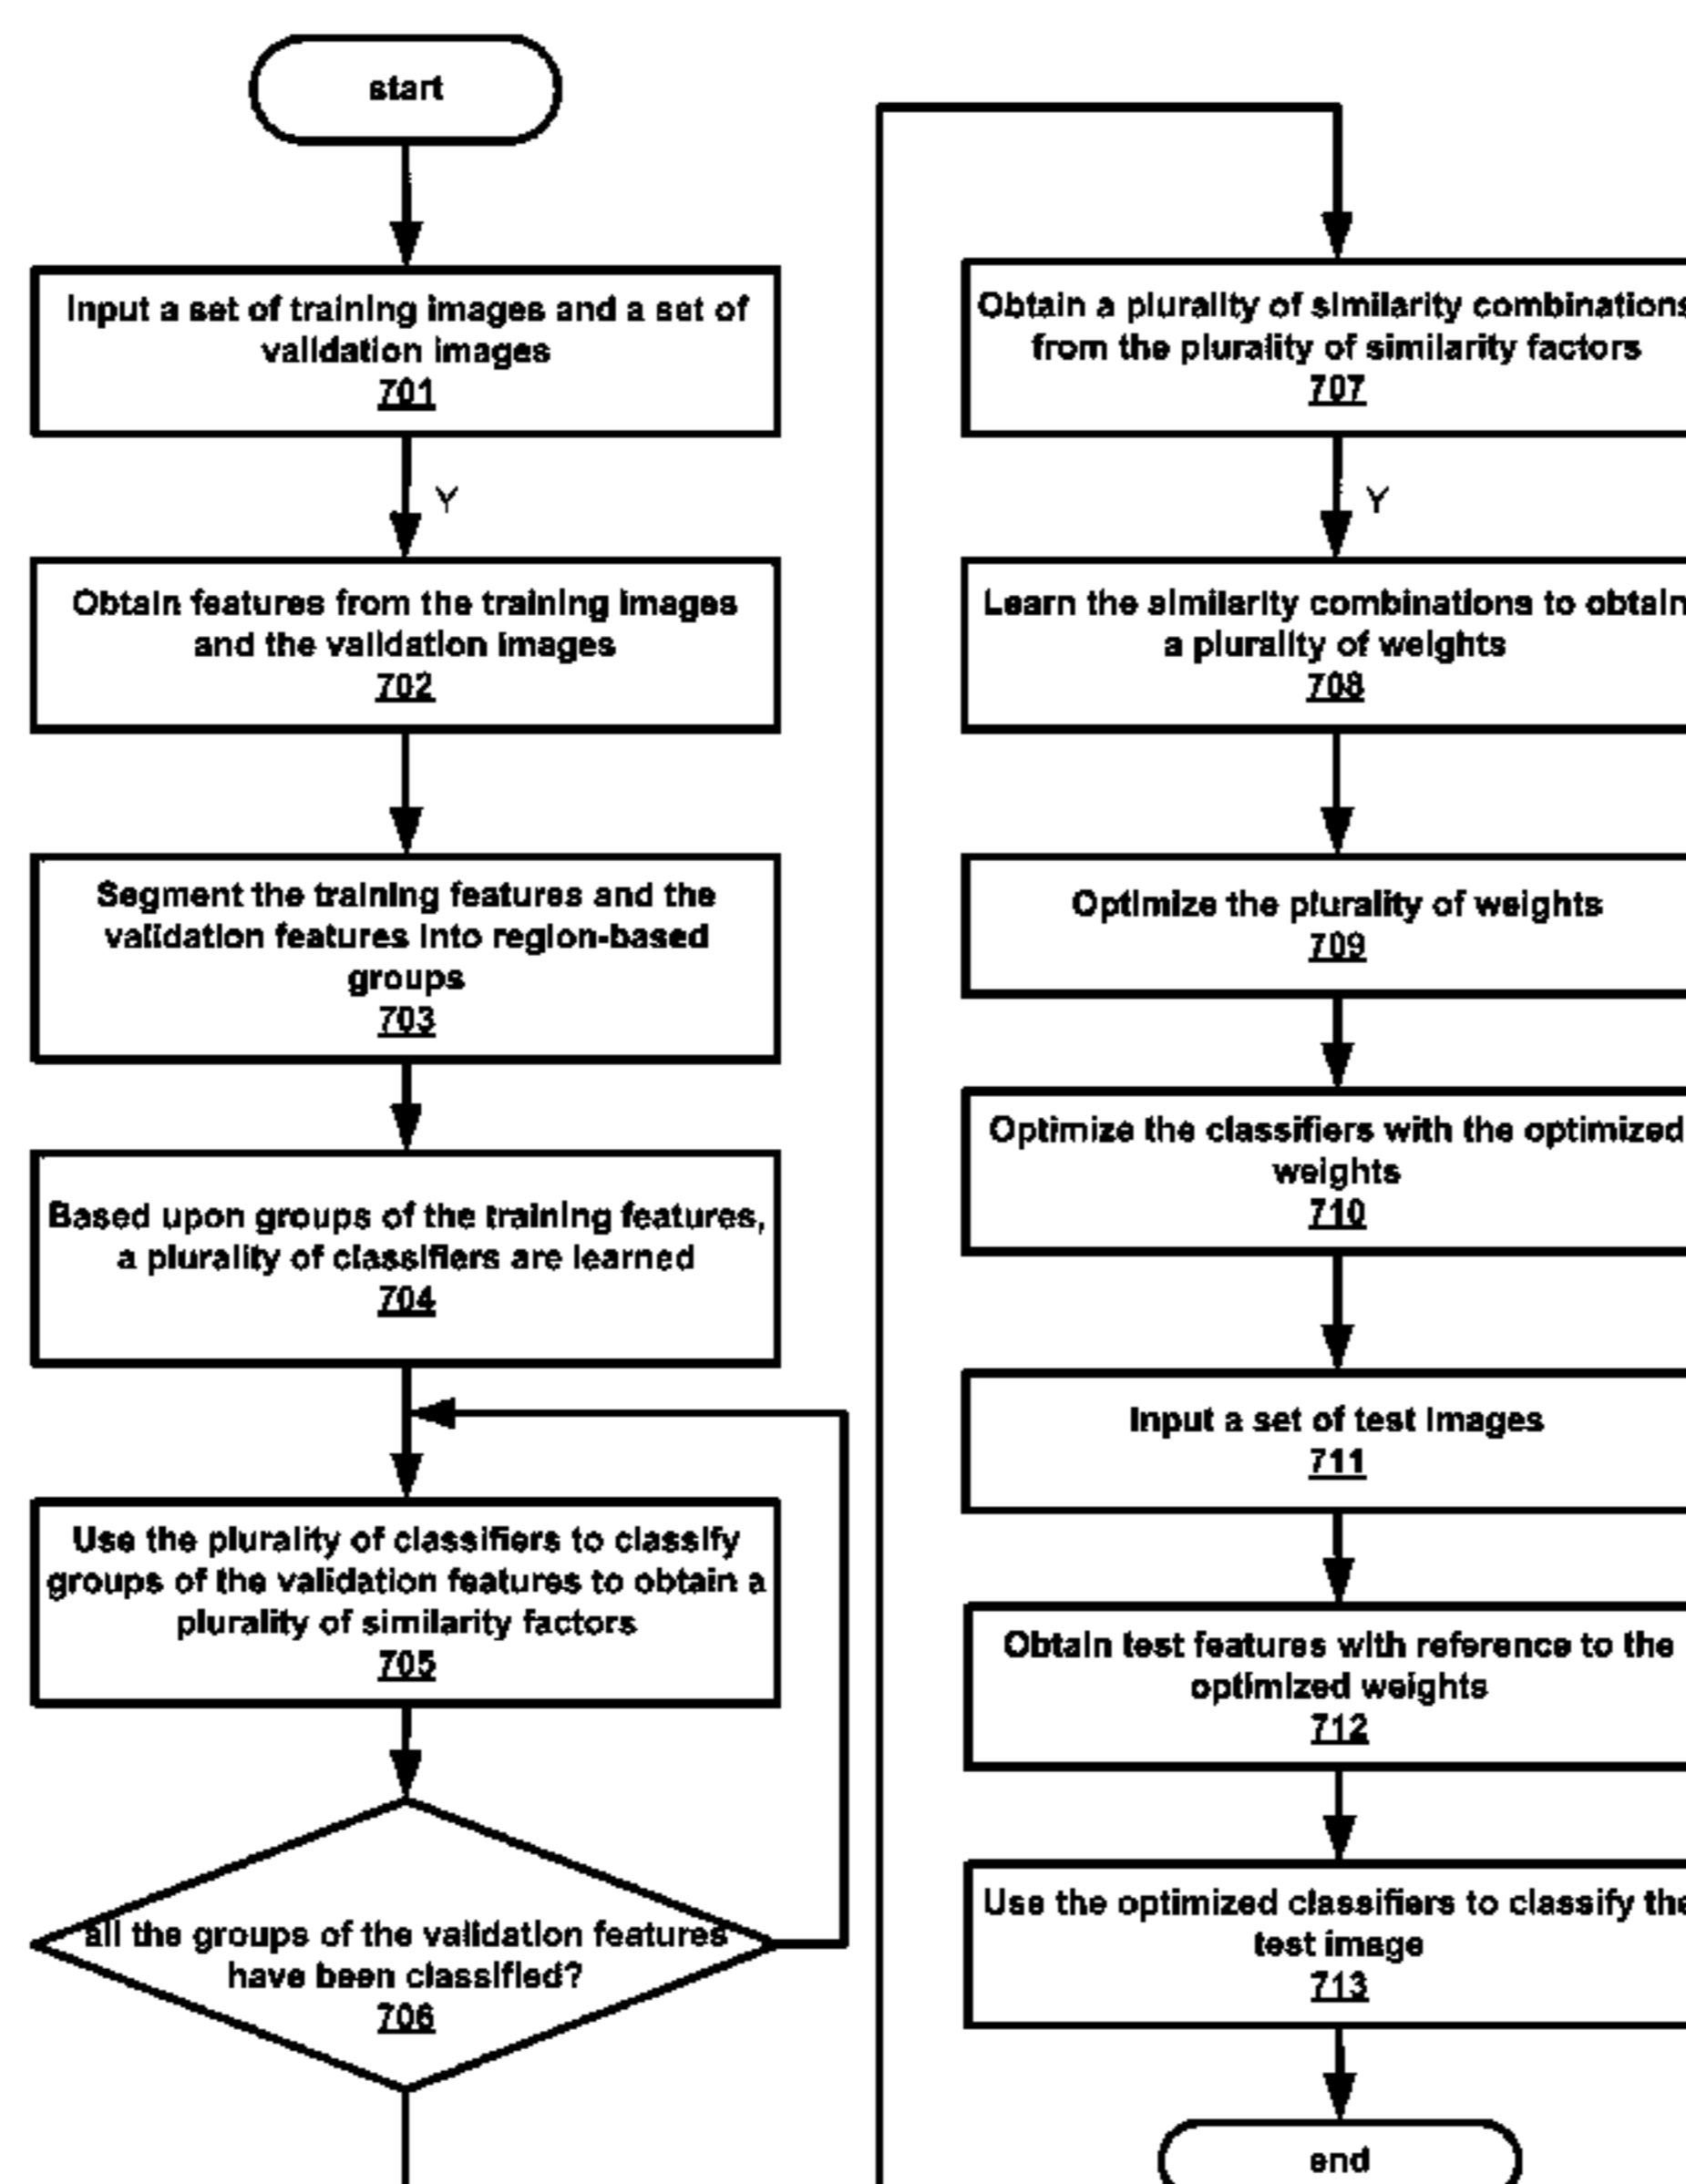 start
Input a set of training images and a set of
validation images
701
Y
Obtain features from the training images
and the validation images
702
Segment the training features and the
validation features into region-based
groups
703
Based upon groups of the training features,
a plurality of classifiers are learned
704
Use the plurality of classifiers to classify
groups of the validation features to obtain a
plurality of similarity factors
705
all the groups of the validation features
have been classified?
706
Obtain a plurality of similarity combinations
from the plurality of similarity factors
707
Y
Learn the similarity combinations to obtain
a plurality of weights
708
Optimize the plurality of weights
709
Optimize the classifiers with the optimized
weights
710
Input a set of test images
711
Obtain test features with reference to the
optimized weights
712
Use the optimized classifiers to classify the
test image
713
end